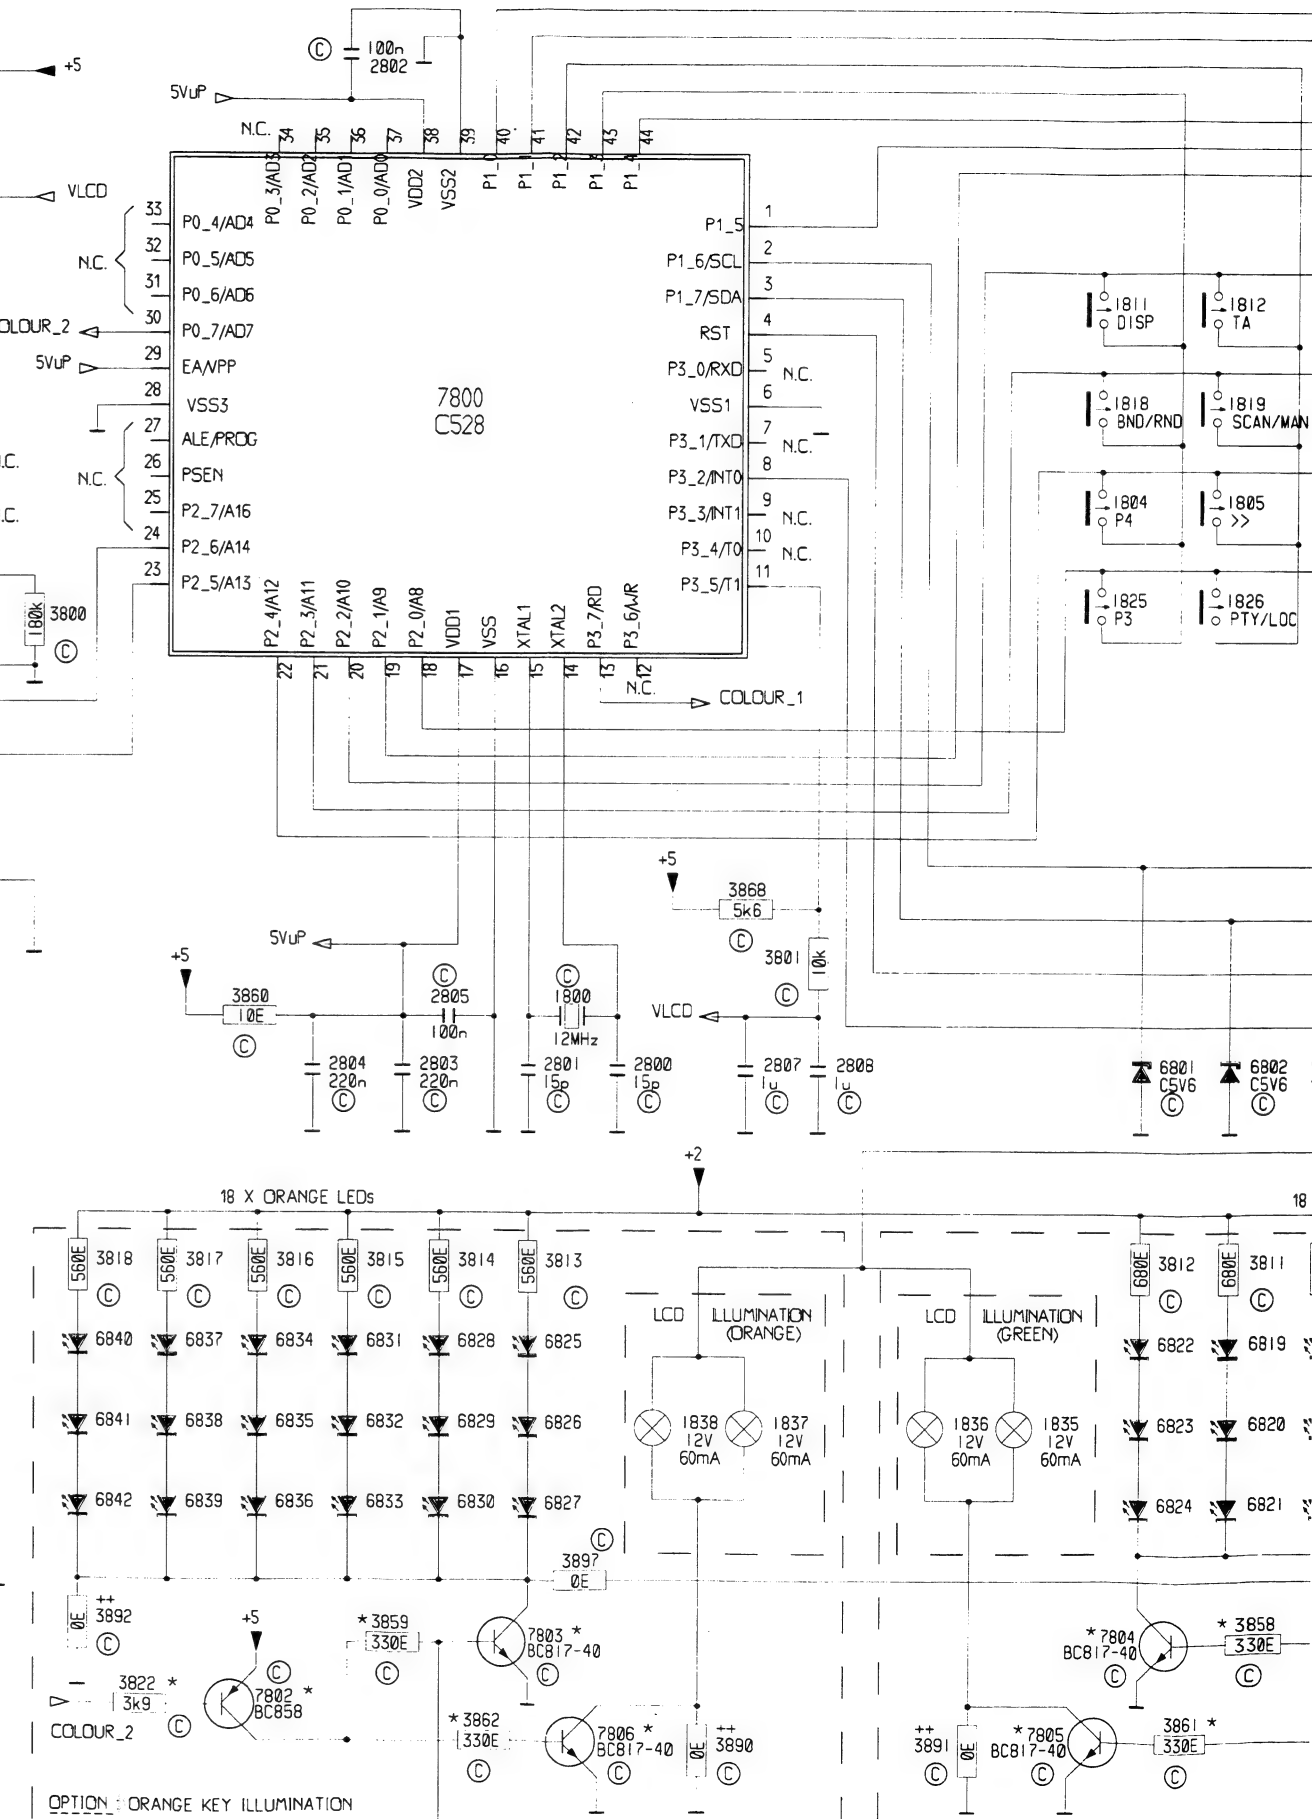 +5
Ⓒ 100n
2802
5VuP
N.C. 34 35 36 37 38 39 40 41 42 43 44
VLCD
P0_3/AD3 P0_2/AD2 P0_1/AD1 P0_0/AD0 VDD2 VSS2 P1_0 P1_1 P1_2 P1_3 P1_4
33 P0_4/AD4
32 P0_5/AD5
N.C.
31 P0_6/AD6
30 P0_7/AD7
OLOUR_2
29 EA/VPP
5VuP
28 VSS3
27 ALE/PROG
26 PSEN
N.C.
25 P2_7/A16
24 P2_6/A14
23 P2_5/A13
.C.
.C.
7800
C528
P1_5 1
P1_6/SCL 2
P1_7/SDA 3
RST 4
P3_0/RXD 5 N.C.
VSS1 6
P3_1/TXD 7 N.C.
P3_2/INT0 8
P3_3/INT1 9 N.C.
P3_4/T0 10 N.C.
P3_5/T1 11
P2_4/A12 P2_3/A11 P2_2/A10 P2_1/A9 P2_0/A8 VDD1 VSS XTAL1 XTAL2 P3_7/RD P3_6/WR
22 21 20 19 18 17 16 15 14 13 12
N.C.
COLOUR_1
180k 3800
Ⓒ
1811
DISP
1812
TA
1818
BND/RND
1819
SCAN/MAN
1804
P4
1805
>>
1825
P3
1826
PTY/LOC
+5
3868
5k6
Ⓒ
3801 10k
Ⓒ
VLCD
5VuP
+5
3860
10E
Ⓒ
Ⓒ
2805
100n
Ⓒ
1800
12MHz
2804
220n
Ⓒ
2803
220n
Ⓒ
2801
15p
Ⓒ
2800
15p
Ⓒ
2807
1u
Ⓒ
2808
1u
Ⓒ
6801
C5V6
Ⓒ
6802
C5V6
Ⓒ
+2
18 X ORANGE LEDs
18
560E 3818 Ⓒ
560E 3817 Ⓒ
560E 3816 Ⓒ
560E 3815 Ⓒ
560E 3814 Ⓒ
560E 3813 Ⓒ
680E 3812 Ⓒ
680E 3811 Ⓒ
LCD ILLUMINATION
(ORANGE)
LCD ILLUMINATION
(GREEN)
6840 6837 6834 6831 6828 6825 6822 6819
6841 6838 6835 6832 6829 6826 6823 6820
6842 6839 6836 6833 6830 6827 6824 6821
1838
12V
60mA
1837
12V
60mA
1836
12V
60mA
1835
12V
60mA
Ⓒ
3897
0E
0E ++
3892
Ⓒ
+5
3822 *
3k9
Ⓒ
COLOUR_2
Ⓒ
7802 *
BC858
* 3859
330E
Ⓒ
7803 *
BC817-40
Ⓒ
* 3862
330E
Ⓒ
7806 *
BC817-40
Ⓒ
0E ++
3890
Ⓒ
++
3891 0E
Ⓒ
* 7804
BC817-40
Ⓒ
* 3858
330E
Ⓒ
* 7805
BC817-40
Ⓒ
3861 *
330E
Ⓒ
OPTION : ORANGE KEY ILLUMINATION